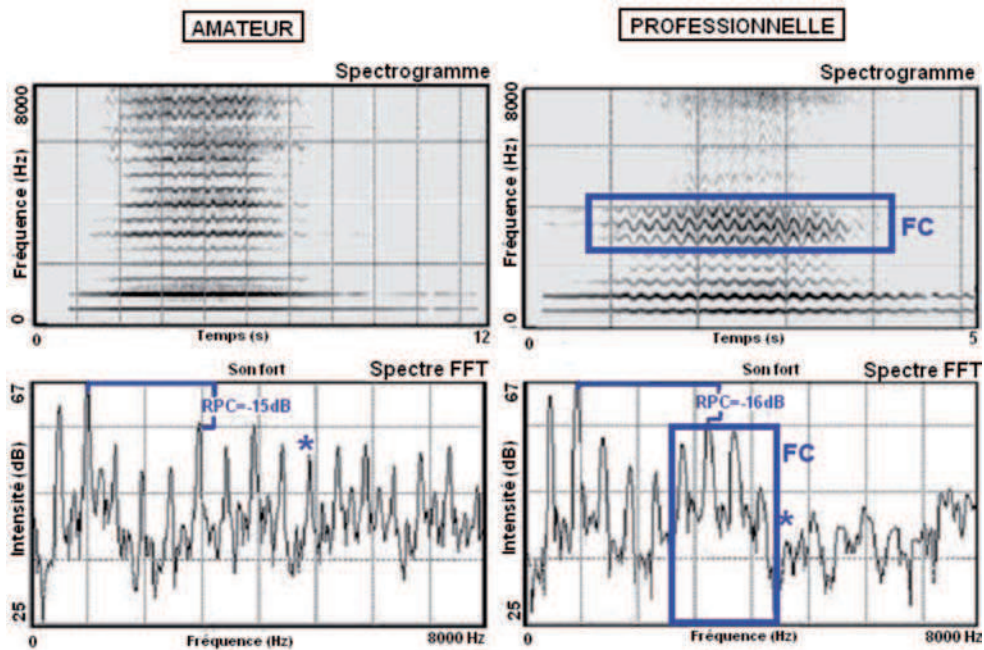 AMATEUR
PROFESSIONNELLE
Spectrogramme
Fréquence (Hz)
8000
0
0
Temps (s)
12
Spectrogramme
Fréquence (Hz)
8000
0
FC
0
Temps (s)
5
Son fort
Spectre FFT
Intensité (dB)
67
25
RPC=-15dB
*
0
Fréquence (Hz)
8000 Hz
Son fort
Spectre FFT
Intensité (dB)
67
25
RPC=-16dB
FC
*
0
Fréquence (Hz)
8000 Hz